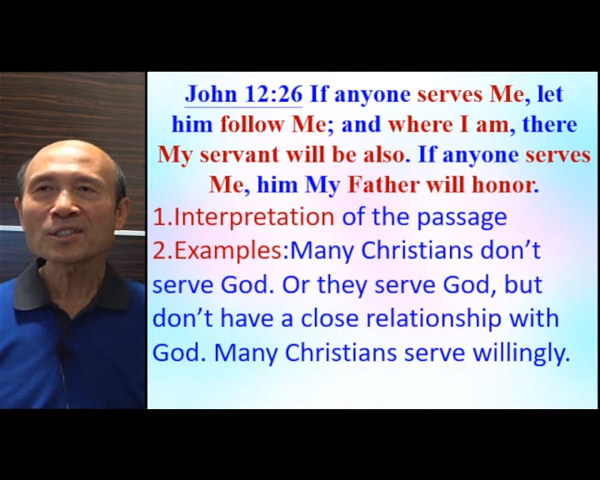 John 12:26 If anyone serves Me, let
him follow Me; and where I am, there
My servant will be also. If anyone serves
Me, him My Father will honor.
1.Interpretation of the passage
2.Examples:Many Christians don't
serve God. Or they serve God, but
don't have a close relationship with
God. Many Christians serve willingly.